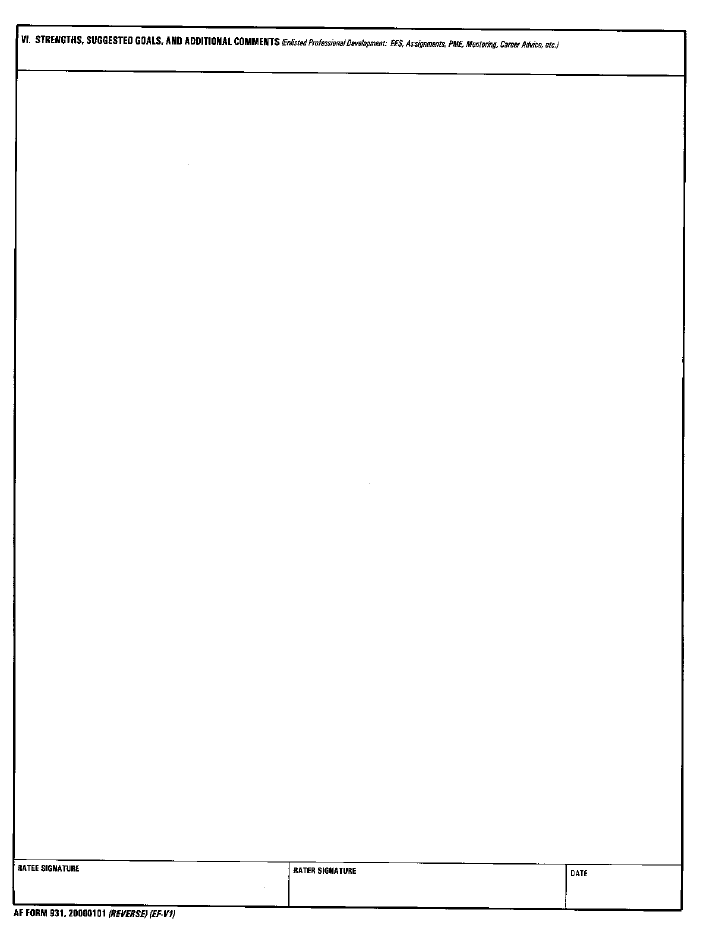 VI. STRENGTHS, SUGGESTED GOALS, AND ADDITIONAL COMMENTS (Enlisted Professional Development: EES, Assignments, PME, Mentoring, Career Advice, etc.)
RATEE SIGNATURE
RATER SIGNATURE
DATE
AF FORM 931, 20000101 (REVERSE) (EF-V1)